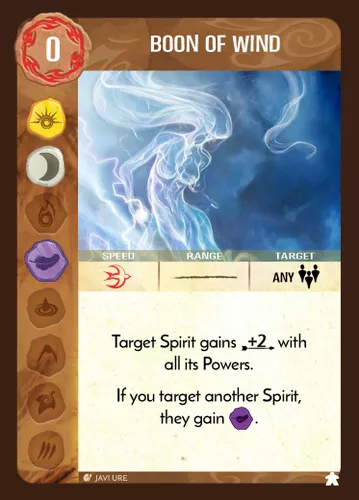 0
BOON OF WIND
SPEED RANGE TARGET
ANY
Target Spirit gains +2 with
all its Powers.
If you target another Spirit,
they gain .
JAVI URE